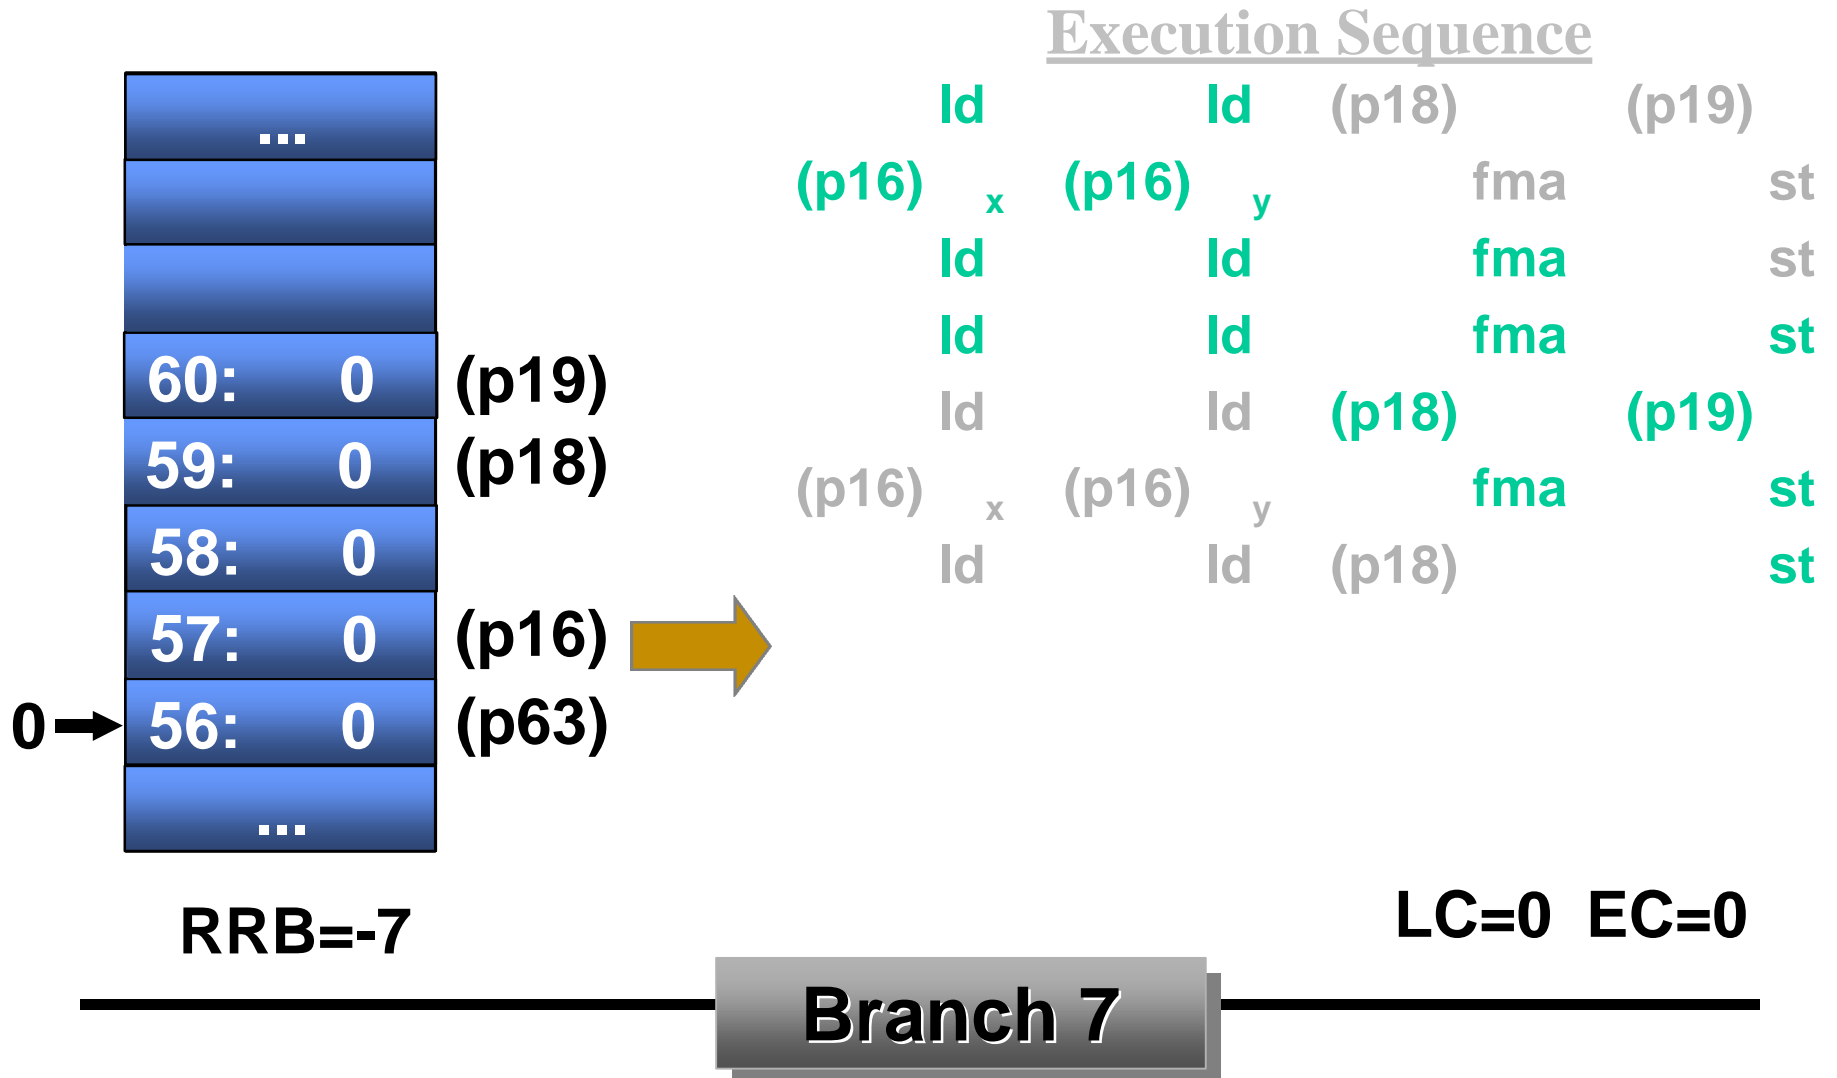 Execution Sequence
ld ld (p18) (p19)
(p16) x (p16) y fma st
ld ld fma st
ld ld fma st
ld ld (p18) (p19)
(p16) x (p16) y fma st
ld ld (p18) st
...
60: 0 (p19)
59: 0 (p18)
58: 0
57: 0 (p16)
0 56: 0 (p63)
...
RRB=-7
LC=0 EC=0
Branch 7